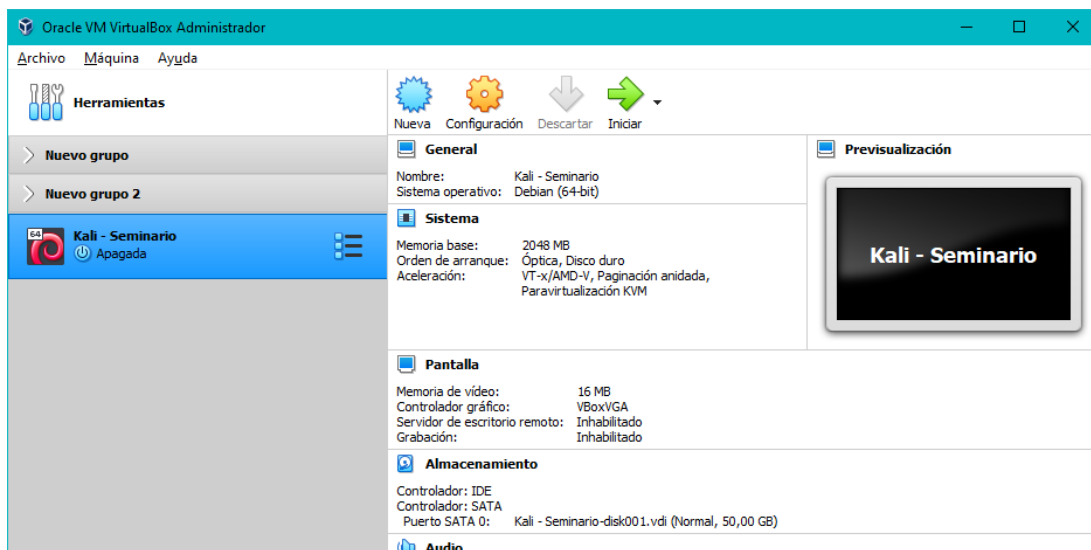 Oracle VM VirtualBox Administrador
Archivo Máquina Ayuda
Herramientas
Nuevo grupo
Nuevo grupo 2
64
Kali - Seminario
Apagada
Nueva Configuración Descartar Iniciar
General
Nombre: Kali - Seminario
Sistema operativo: Debian (64-bit)
Sistema
Memoria base: 2048 MB
Orden de arranque: Óptica, Disco duro
Aceleración: VT-x/AMD-V, Paginación anidada,
Paravirtualización KVM
Previsualización
Kali - Seminario
Pantalla
Memoria de vídeo: 16 MB
Controlador gráfico: VBoxVGA
Servidor de escritorio remoto: Inhabilitado
Grabación: Inhabilitado
Almacenamiento
Controlador: IDE
Controlador: SATA
Puerto SATA 0: Kali - Seminario-disk001.vdi (Normal, 50,00 GB)
Audio